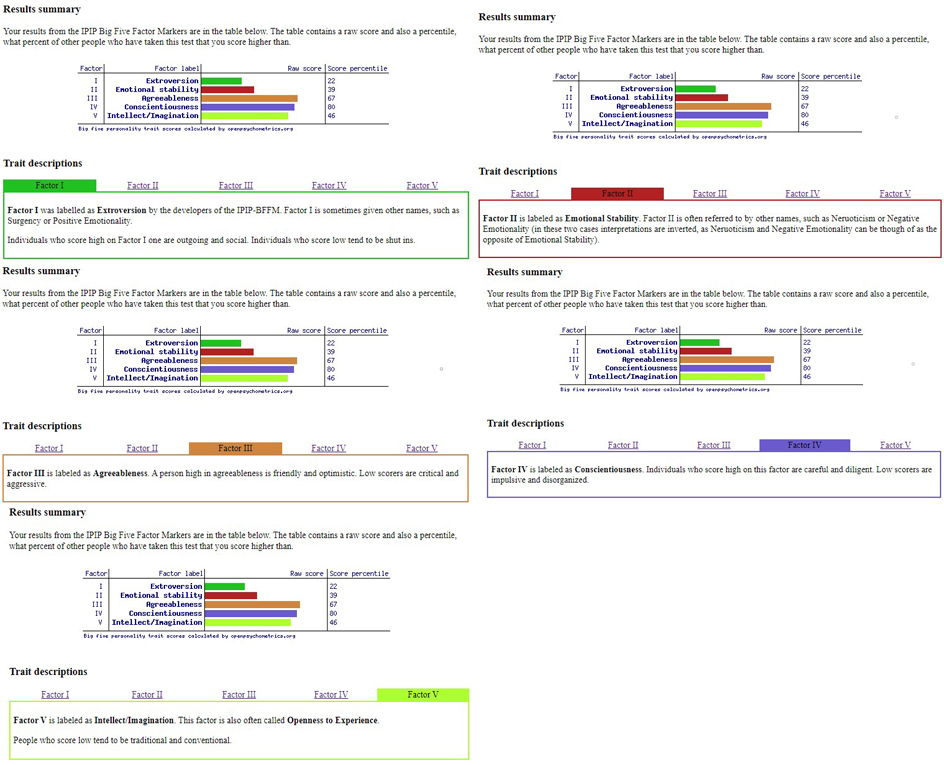 Results summary
Your results from the IPIP Big Five Factor Markers are in the table below. The table contains a raw score and also a percentile,
what percent of other people who have taken this test that you score higher than.
Factor Factor label Raw score Score percentile
I Extroversion 22
II Emotional stability 39
III Agreeableness 67
IV Conscientiousness 80
V Intellect/Imagination 46
Big five personality trait scores calculated by openpsychometrics.org
Trait descriptions
Factor I Factor II Factor III Factor IV Factor V
Factor I was labelled as Extroversion by the developers of the IPIP-BFFM. Factor I is sometimes given other names, such as
Surgency or Positive Emotionality.
Individuals who score high on Factor I one are outgoing and social. Individuals who score low tend to be shut ins.
Results summary
Your results from the IPIP Big Five Factor Markers are in the table below. The table contains a raw score and also a percentile,
what percent of other people who have taken this test that you score higher than.
Factor Factor label Raw score Score percentile
I Extroversion 22
II Emotional stability 39
III Agreeableness 67
IV Conscientiousness 80
V Intellect/Imagination 46
Big five personality trait scores calculated by openpsychometrics.org
Trait descriptions
Factor I Factor II Factor III Factor IV Factor V
Factor II is labeled as Emotional Stability. Factor II is often referred to by other names, such as Neruoticism or Negative
Emotionality (in these two cases interpretations are inverted, as Neruoticism and Negative Emotionality can be though of as the
opposite of Emotional Stability).
Results summary
Your results from the IPIP Big Five Factor Markers are in the table below. The table contains a raw score and also a percentile,
what percent of other people who have taken this test that you score higher than.
Factor Factor label Raw score Score percentile
I Extroversion 22
II Emotional stability 39
III Agreeableness 67
IV Conscientiousness 80
V Intellect/Imagination 46
Big five personality trait scores calculated by openpsychometrics.org
Trait descriptions
Factor I Factor II Factor III Factor IV Factor V
Factor III is labeled as Agreeableness. A person high in agreeableness is friendly and optimistic. Low scorers are critical and
aggressive.
Results summary
Your results from the IPIP Big Five Factor Markers are in the table below. The table contains a raw score and also a percentile,
what percent of other people who have taken this test that you score higher than.
Factor Factor label Raw score Score percentile
I Extroversion 22
II Emotional stability 39
III Agreeableness 67
IV Conscientiousness 80
V Intellect/Imagination 46
Big five personality trait scores calculated by openpsychometrics.org
Trait descriptions
Factor I Factor II Factor III Factor IV Factor V
Factor IV is labeled as Conscientiousness. Individuals who score high on this factor are careful and diligent. Low scorers are
impulsive and disorganized.
Results summary
Your results from the IPIP Big Five Factor Markers are in the table below. The table contains a raw score and also a percentile,
what percent of other people who have taken this test that you score higher than.
Factor Factor label Raw score Score percentile
I Extroversion 22
II Emotional stability 39
III Agreeableness 67
IV Conscientiousness 80
V Intellect/Imagination 46
Big five personality trait scores calculated by openpsychometrics.org
Trait descriptions
Factor I Factor II Factor III Factor IV Factor V
Factor V is labeled as Intellect/Imagination. This factor is also often called Openness to Experience.
People who score low tend to be traditional and conventional.